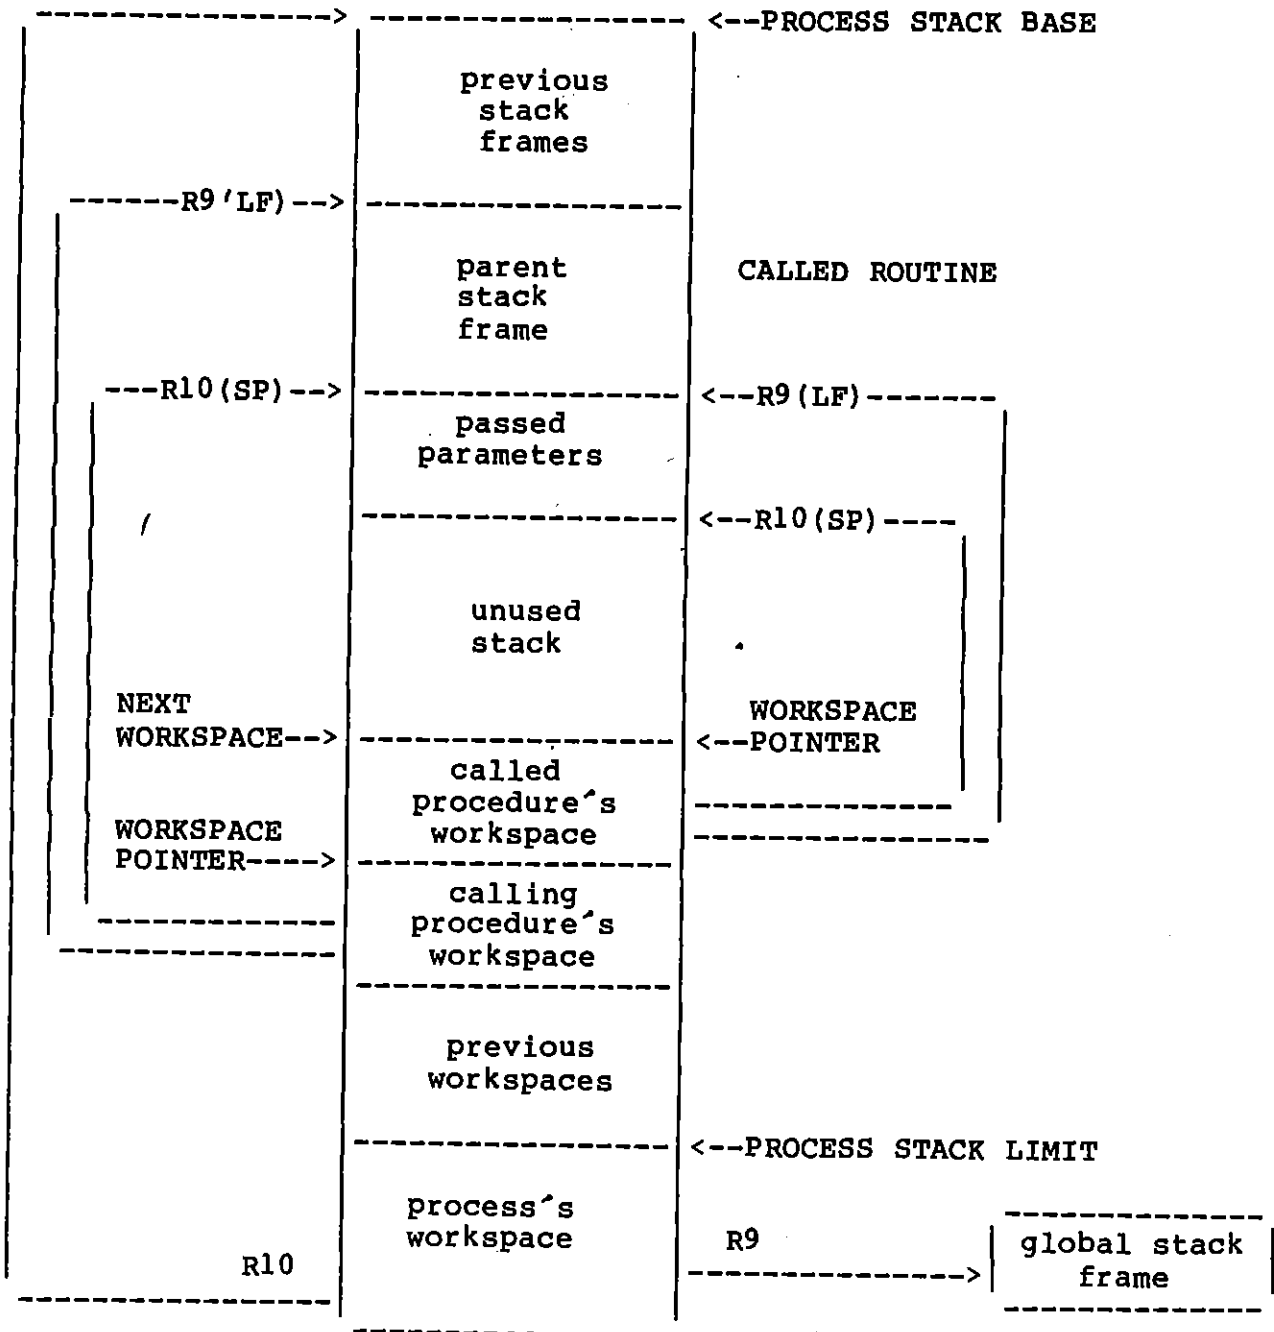 <--PROCESS STACK BASE
previous
stack
frames
------R9'LF)-->
parent
stack
frame
CALLED ROUTINE
---R10(SP)-->
<--R9(LF)-------
passed
parameters
<--R10(SP)----
unused
stack
NEXT
WORKSPACE-->
WORKSPACE
<--POINTER
called
procedure's
workspace
WORKSPACE
POINTER---->
calling
procedure's
workspace
previous
workspaces
<--PROCESS STACK LIMIT
process's
workspace
R10
R9
global stack
frame